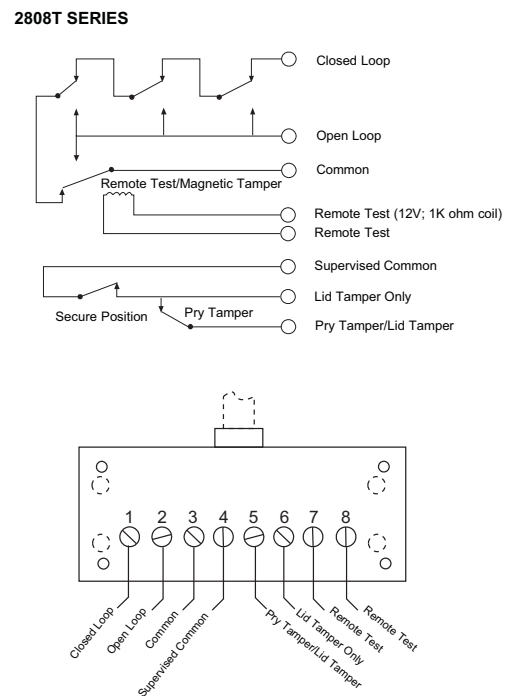 2808T SERIES
Closed Loop
Open Loop
Common
Remote Test/Magnetic Tamper
Remote Test (12V; 1K ohm coil)
Remote Test
Supervised Common
Lid Tamper Only
Secure Position
Pry Tamper
Pry Tamper/Lid Tamper
1 2 3 4 5 6 7 8
Closed Loop
Open Loop
Common
Supervised Common
Pry Tamper/Lid Tamper
Lid Tamper Only
Remote Test
Remote Test